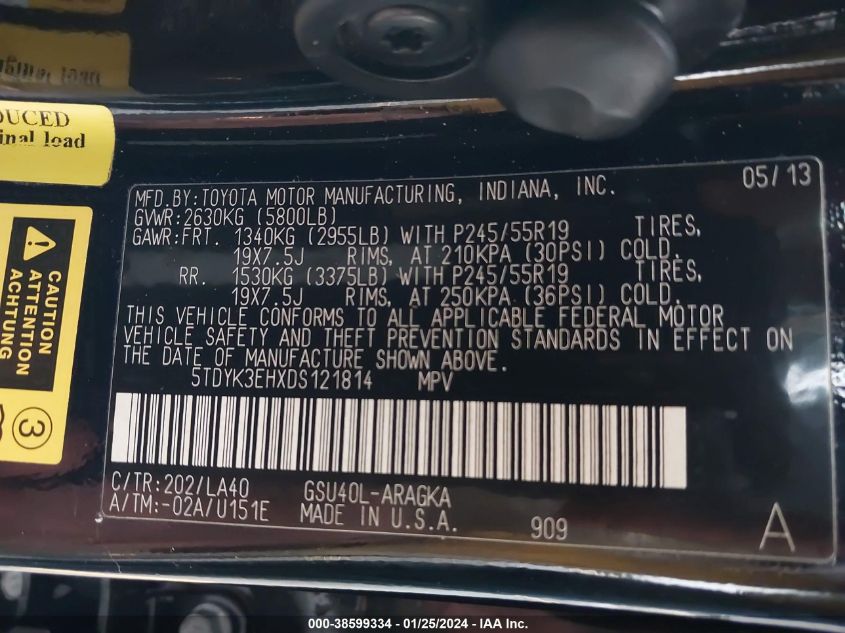 DUCED
inal load
CAUTION
ATTENTION
ACHTUNG
3
MFD.BY:TOYOTA MOTOR MANUFACTURING, INDIANA, INC. 05/13
GVWR:2630KG (5800LB)
GAWR:FRT. 1340KG (2955LB) WITH P245/55R19 TIRES,
19X7.5J RIMS, AT 210KPA (30PSI) COLD.
RR. 1530KG (3375LB) WITH P245/55R19 TIRES,
19X7.5J RIMS, AT 250KPA (36PSI) COLD.
THIS VEHICLE CONFORMS TO ALL APPLICABLE FEDERAL MOTOR
VEHICLE SAFETY AND THEFT PREVENTION STANDARDS IN EFFECT ON
THE DATE OF MANUFACTURE SHOWN ABOVE.
5TDYK3EHXDS121814 MPV
C/TR:202/LA40 GSU40L-ARAGKA
A/TM:-02A/U151E MADE IN U.S.A. 909 A
000-38599334 - 01/25/2024 - IAA Inc.